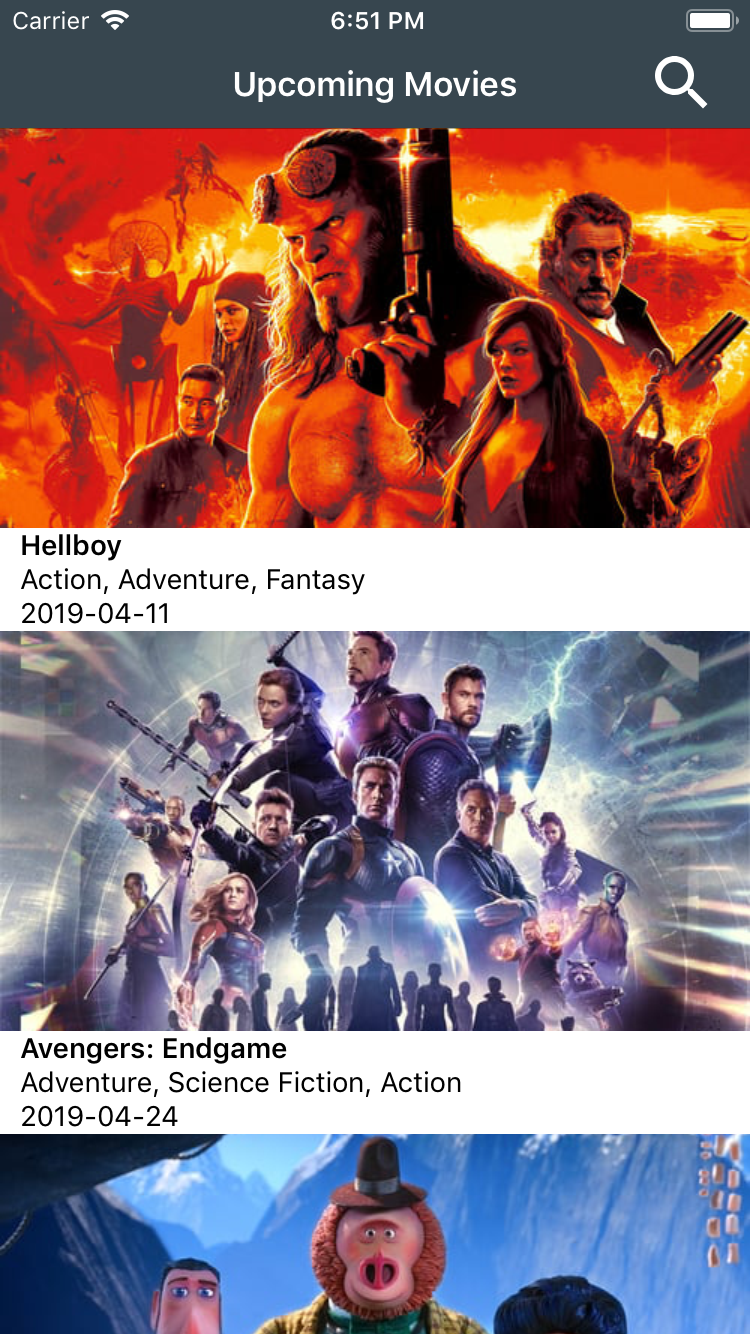 Carrier 6:51 PM
Upcoming Movies
Hellboy
Action, Adventure, Fantasy
2019-04-11
Avengers: Endgame
Adventure, Science Fiction, Action
2019-04-24